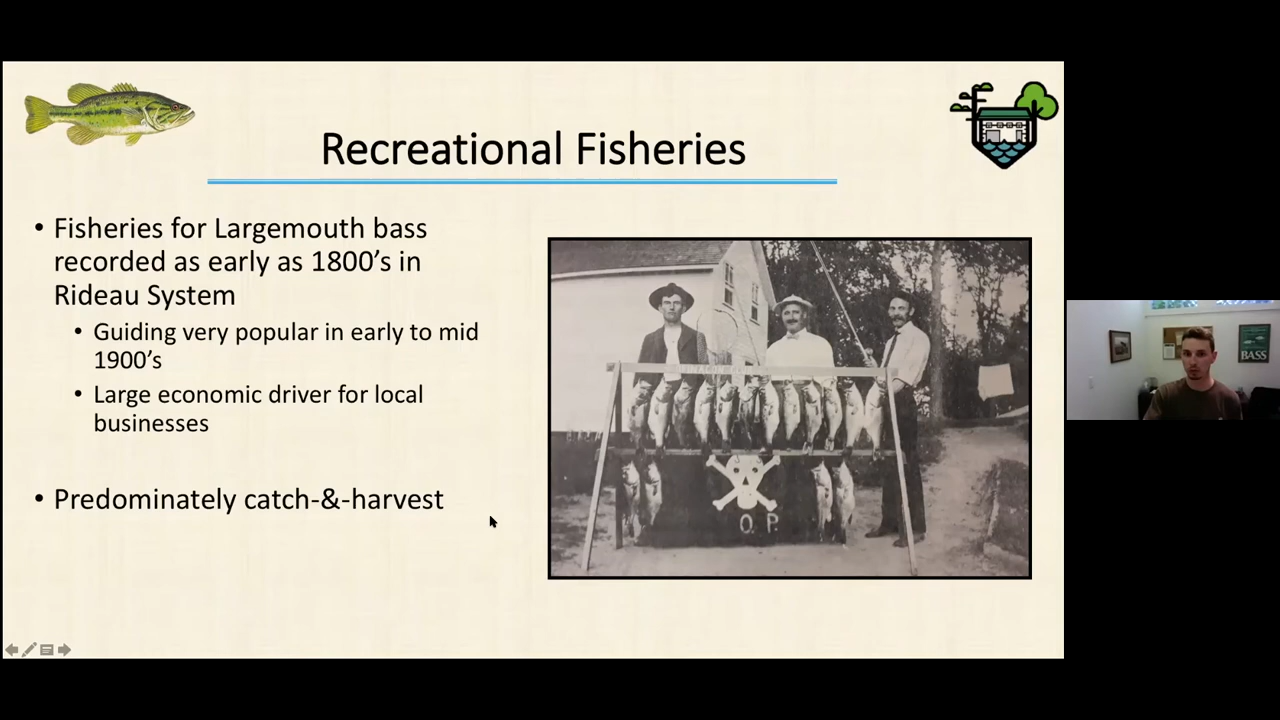 Recreational Fisheries
• Fisheries for Largemouth bass
recorded as early as 1800’s in
Rideau System
• Guiding very popular in early to mid
1900’s
• Large economic driver for local
businesses
• Predominately catch-&-harvest
O.P.
BASS